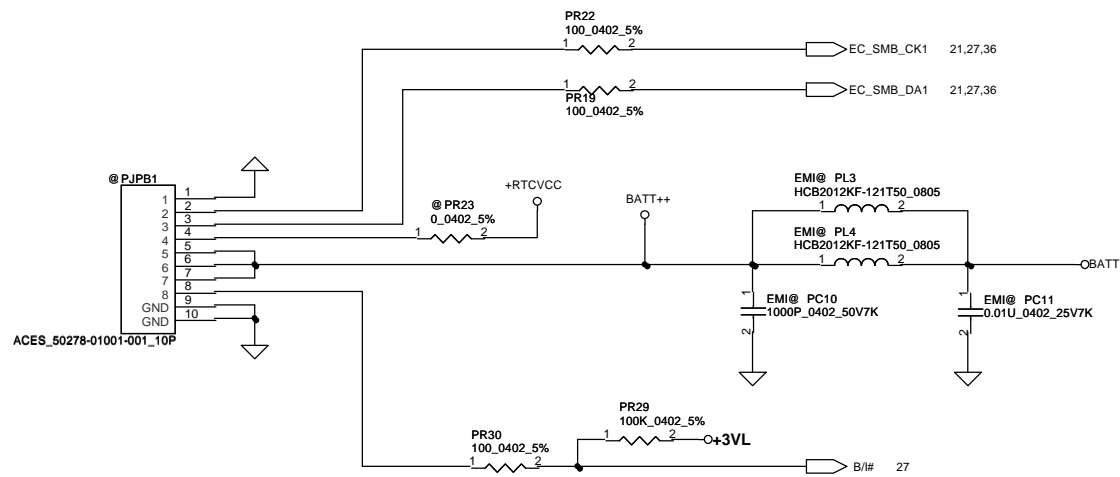 PR22
100_0402_5%
1 2
EC_SMB_CK1 21,27,36
1 2
EC_SMB_DA1 21,27,36
PR19
100_0402_5%
@ PJPB1
+RTCVCC
@ PR23
0_0402_5%
1 2
BATT++
EMI@ PL3
HCB2012KF-121T50_0805
1 2
EMI@ PL4
HCB2012KF-121T50_0805
1 2
BATT
1 1
2 2
3 3
4 4
5 5
6 6
7 7
8 8
GND 9
GND 10
ACES_50278-01001-001_10P
1
EMI@ PC10
1000P_0402_50V7K
2
1
EMI@ PC11
0.01U_0402_25V7K
2
PR29
100K_0402_5%
1 2
+3VL
PR30
100_0402_5%
1 2
B/I# 27